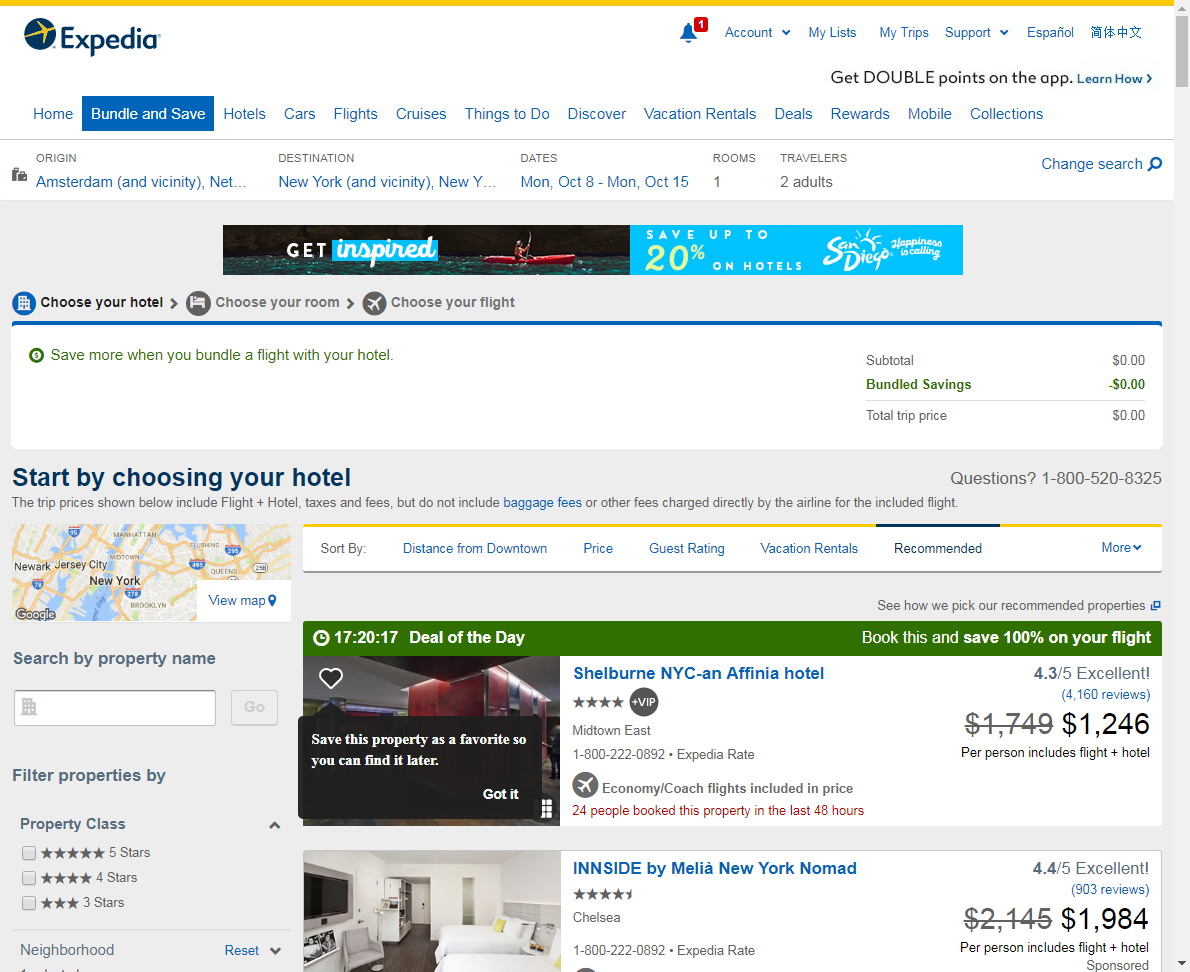 Expedia
1
Account
My Lists
My Trips
Support
Español
简体中文
Get DOUBLE points on the app. Learn How
Home
Bundle and Save
Hotels
Cars
Flights
Cruises
Things to Do
Discover
Vacation Rentals
Deals
Rewards
Mobile
Collections
ORIGIN
Amsterdam (and vicinity), Net...
DESTINATION
New York (and vicinity), New Y...
DATES
Mon, Oct 8 - Mon, Oct 15
ROOMS
1
TRAVELERS
2 adults
Change search
GET inspired
SAVE UP TO
20% ON HOTELS
San Diego
Happiness is calling
Choose your hotel
Choose your room
Choose your flight
Save more when you bundle a flight with your hotel.
Subtotal $0.00
Bundled Savings -$0.00
Total trip price $0.00
Start by choosing your hotel
Questions? 1-800-520-8325
The trip prices shown below include Flight + Hotel, taxes and fees, but do not include baggage fees or other fees charged directly by the airline for the included flight.
MANHATTAN
FLUSHING
95
295
MIDTOWN
Newark
Jersey City
495
QUEENS
25B
New York
78
278
BROOKLYN
Google
View map
Sort By:
Distance from Downtown
Price
Guest Rating
Vacation Rentals
Recommended
More
See how we pick our recommended properties
Search by property name
Go
Filter properties by
Property Class
5 Stars
4 Stars
3 Stars
Neighborhood
Reset
17:20:17 Deal of the Day
Book this and save 100% on your flight
Save this property as a favorite so
you can find it later.
Got it
Shelburne NYC-an Affinia hotel
+VIP
Midtown East
1-800-222-0892 • Expedia Rate
Economy/Coach flights included in price
24 people booked this property in the last 48 hours
4.3/5 Excellent!
(4,160 reviews)
$1,749 $1,246
Per person includes flight + hotel
INNSIDE by Melià New York Nomad
Chelsea
1-800-222-0892 • Expedia Rate
4.4/5 Excellent!
(903 reviews)
$2,145 $1,984
Per person includes flight + hotel
Sponsored